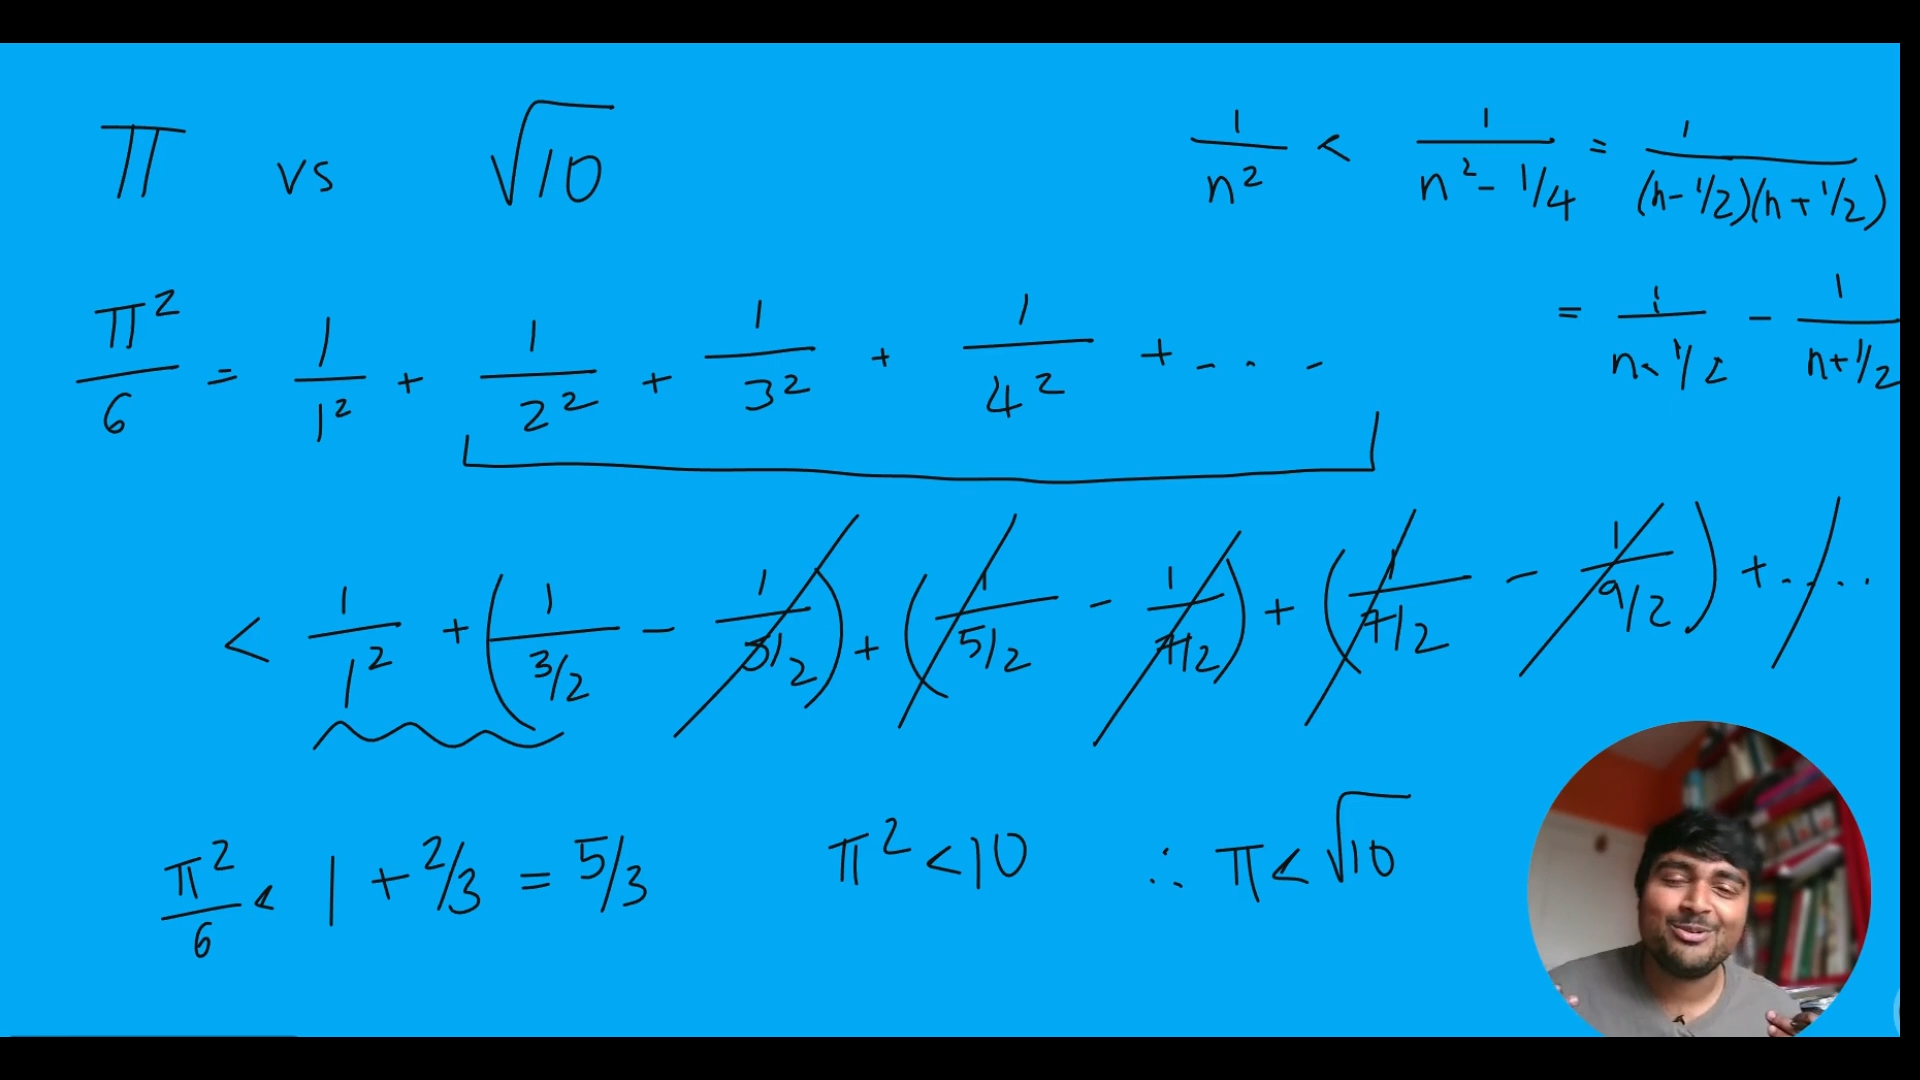 π vs √10
1/n² < 1/(n² - 1/4) = 1/((n - 1/2)(n + 1/2))
= 1/(n - 1/2) - 1/(n + 1/2)
π²/6 = 1/1² + 1/2² + 1/3² + 1/4² + ....
< 1/1² + (1/(3/2) - 1/(5/2)) + (1/(5/2) - 1/(7/2)) + (1/(7/2) - 1/(9/2)) + ....
π²/6 < 1 + 2/3 = 5/3 π² < 10 ∴ π < √10